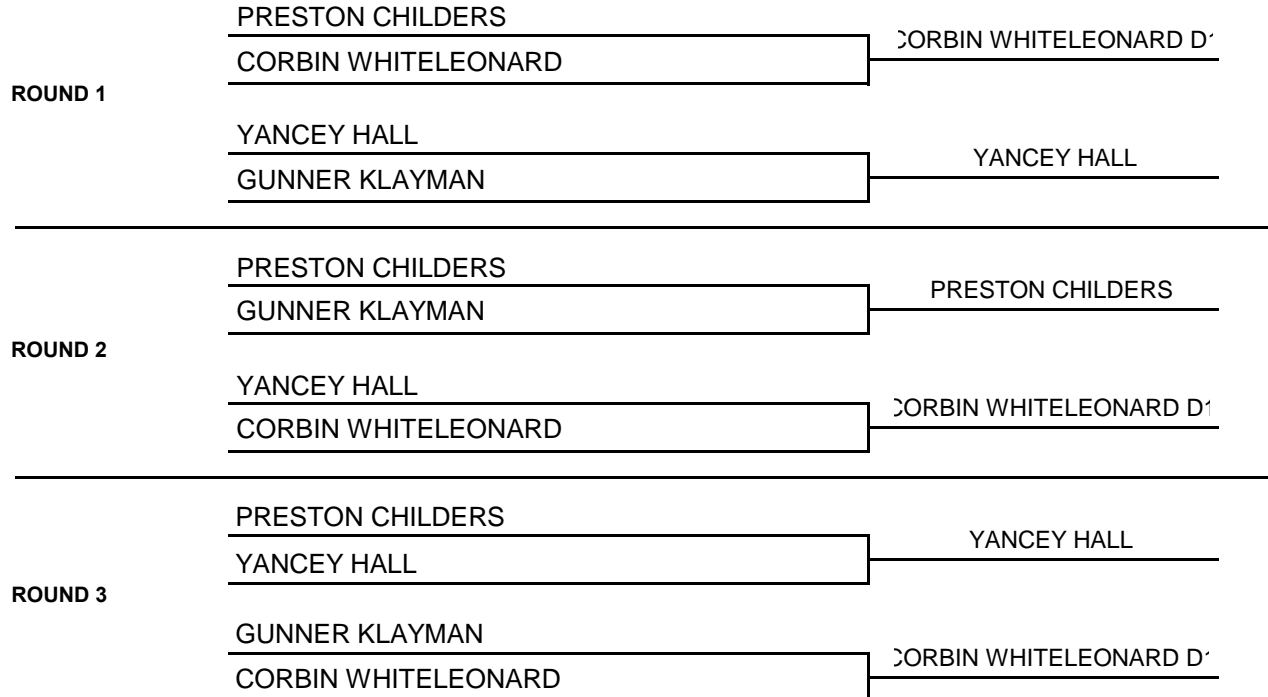 PRESTON CHILDERS
CORBIN WHITELEONARD
CORBIN WHITELEONARD
ROUND 1
YANCEY HALL
GUNNER KLAYMAN
YANCEY HALL
PRESTON CHILDERS
GUNNER KLAYMAN
PRESTON CHILDERS
ROUND 2
YANCEY HALL
CORBIN WHITELEONARD
CORBIN WHITELEONARD
PRESTON CHILDERS
YANCEY HALL
YANCEY HALL
ROUND 3
GUNNER KLAYMAN
CORBIN WHITELEONARD
CORBIN WHITELEONARD